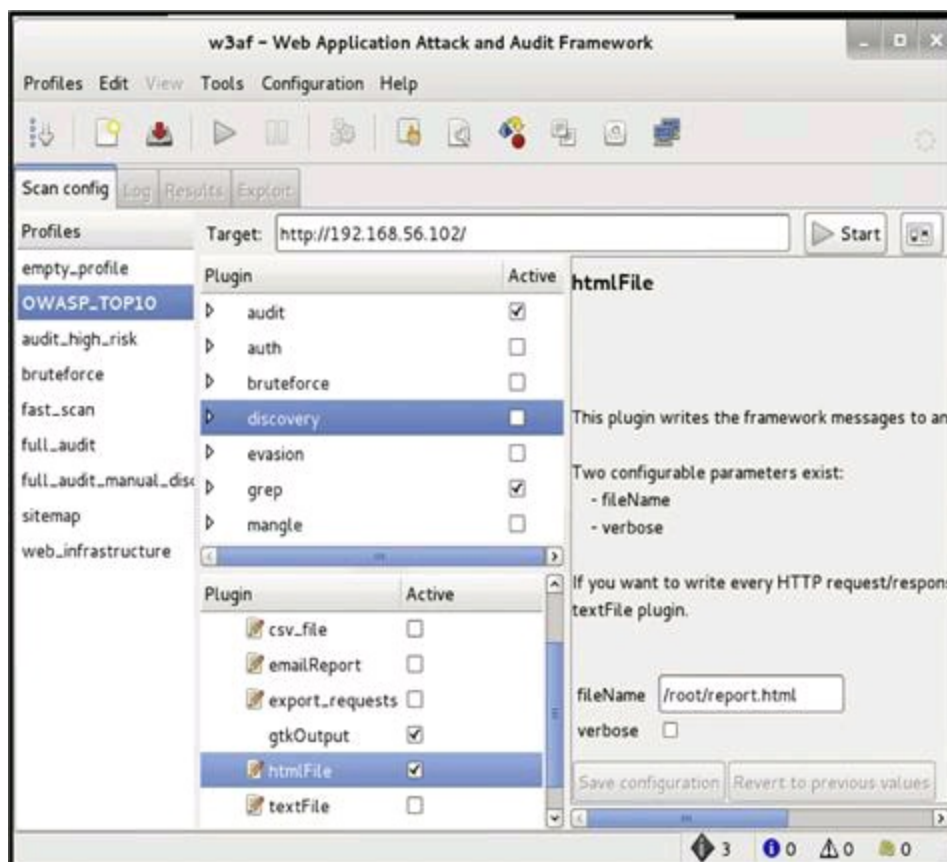 w3af - Web Application Attack and Audit Framework
Profiles Edit View Tools Configuration Help
Scan config Log Results Exploit
Profiles
empty_profile
OWASP_TOP10
audit_high_risk
bruteforce
fast_scan
full_audit
full_audit_manual_disc
sitemap
web_infrastructure
Target: http://192.168.56.102/ Start
Plugin Active
audit
auth
bruteforce
discovery
evasion
grep
mangle
Plugin Active
csv_file
emailReport
export_requests
gtkOutput
htmlFile
textFile
htmlFile
This plugin writes the framework messages to an
Two configurable parameters exist:
- fileName
- verbose
If you want to write every HTTP request/respon
textFile plugin.
fileName /root/report.html
verbose
Save configuration Revert to previous values
3 0 0 0